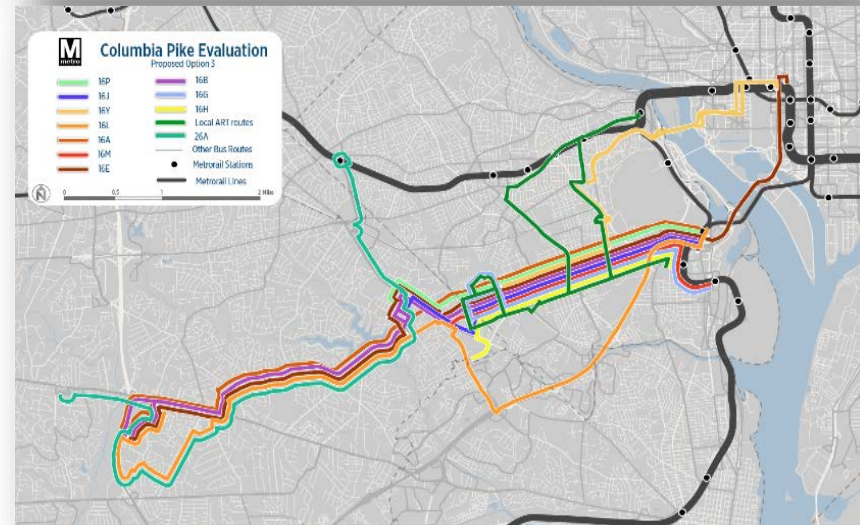 M
metro
Columbia Pike Evaluation
Proposed Option 3
16P
16J
16Y
16L
16A
16M
16E
16B
16G
16H
Local ART routes
26A
Other Bus Routes
Metrorail Stations
Metrorail Lines
N
0 0.5 1 2 Miles